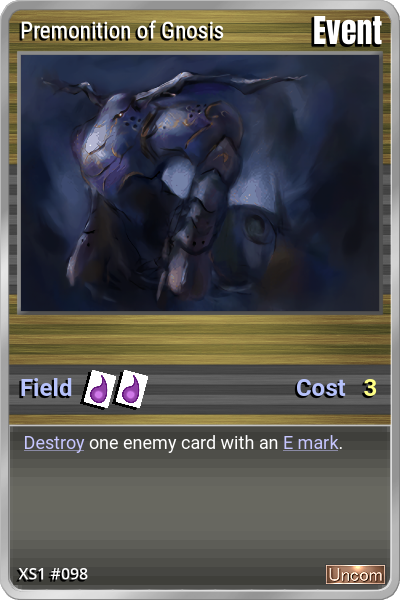 Premonition of Gnosis Event
Field Cost 3
Destroy one enemy card with an E mark.
XS1 #098 Uncom